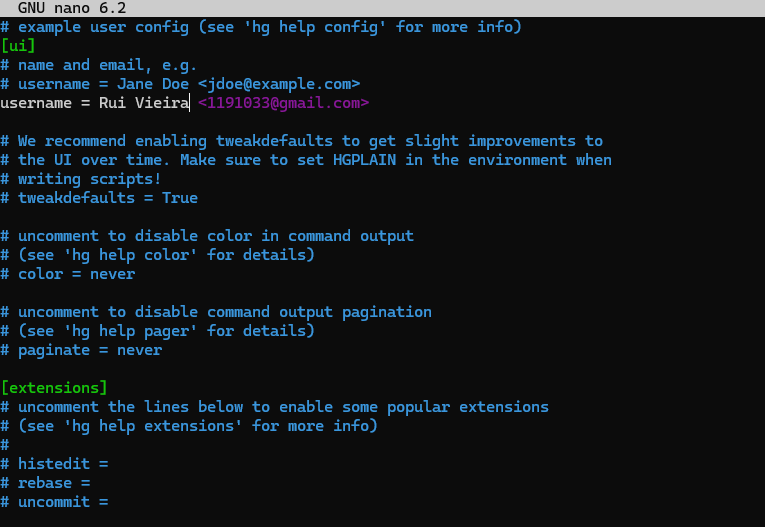 GNU nano 6.2
# example user config (see 'hg help config' for more info)
[ui]
# name and email, e.g.
# username = Jane Doe <jdoe@example.com>
username = Rui Vieira <1191033@gmail.com>
# We recommend enabling tweakdefaults to get slight improvements to
# the UI over time. Make sure to set HGPLAIN in the environment when
# writing scripts!
# tweakdefaults = True
# uncomment to disable color in command output
# (see 'hg help color' for details)
# color = never
# uncomment to disable command output pagination
# (see 'hg help pager' for details)
# paginate = never
[extensions]
# uncomment the lines below to enable some popular extensions
# (see 'hg help extensions' for more info)
#
# histedit =
# rebase =
# uncommit =